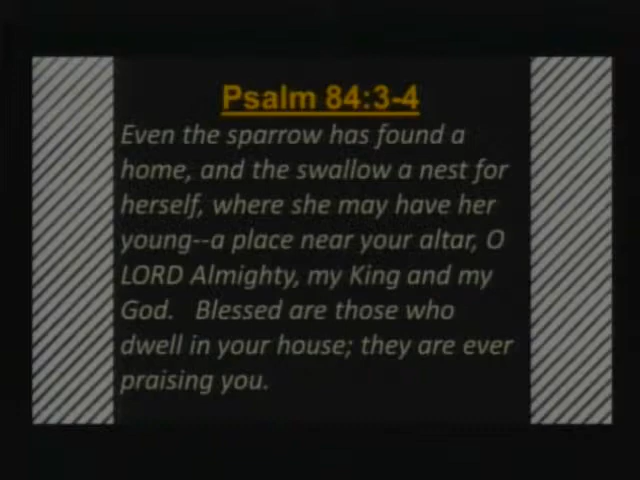 Psalm 84:3-4
Even the sparrow has found a
home, and the swallow a nest for
herself, where she may have her
young--a place near your altar, O
LORD Almighty, my King and my
God.   Blessed are those who
dwell in your house; they are ever
praising you.